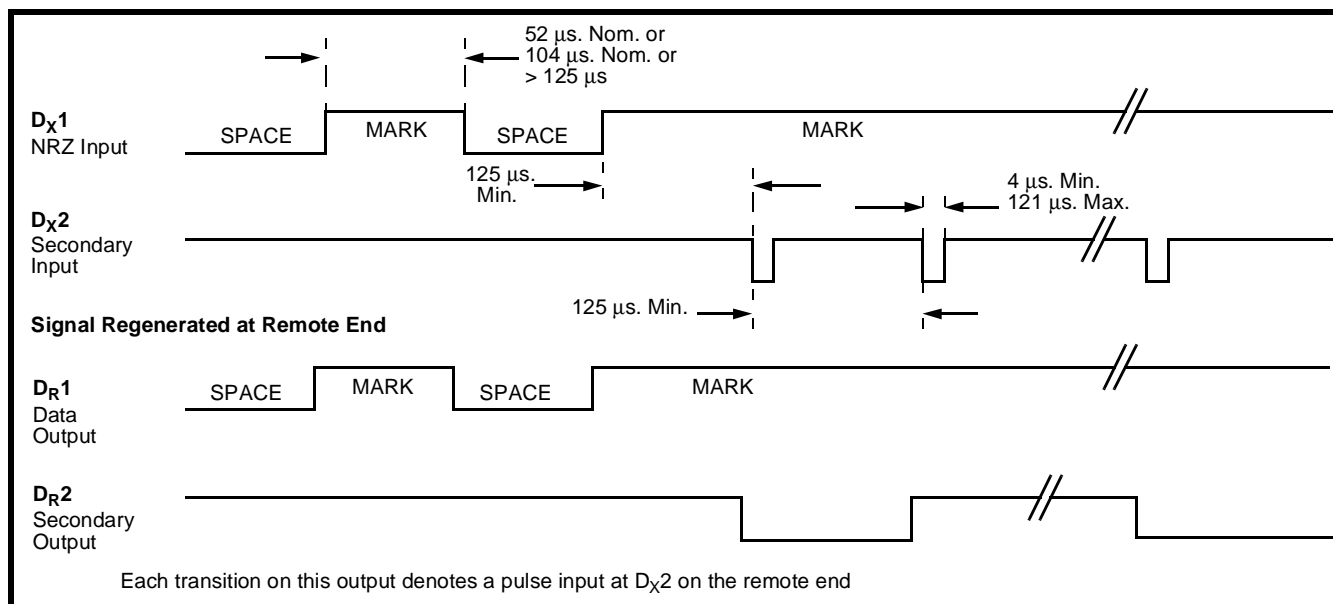 52 μs. Nom. or
104 μs. Nom. or
> 125 μs
DX1
NRZ Input
SPACE
MARK
SPACE
MARK
125 μs.
Min.
4 μs. Min.
121 μs. Max.
DX2
Secondary
Input
125 μs. Min.
Signal Regenerated at Remote End
DR1
Data
Output
SPACE
MARK
SPACE
MARK
DR2
Secondary
Output
Each transition on this output denotes a pulse input at DX2 on the remote end